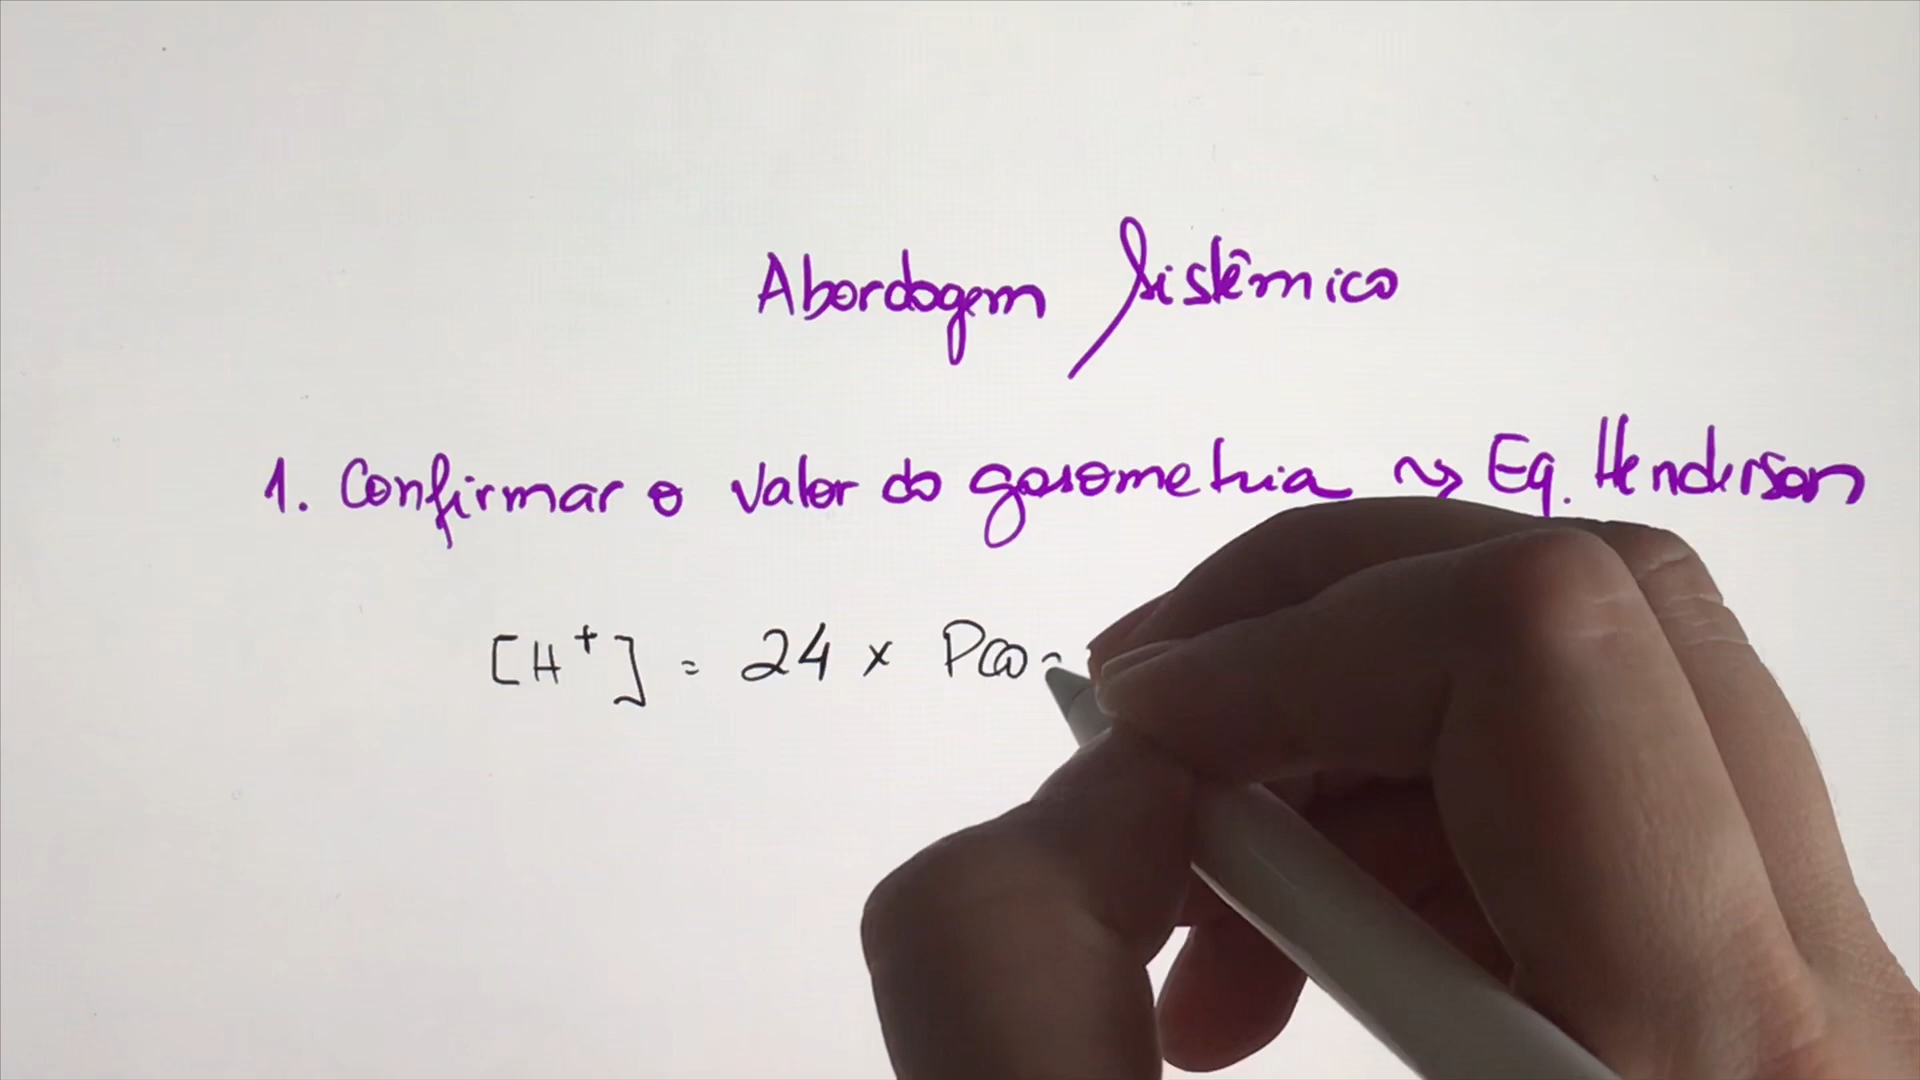 Abordagem Sistêmica
1. Confirmar o valor da gasometria ~> Eq. Henderson
[H⁺] = 24 x PCO2